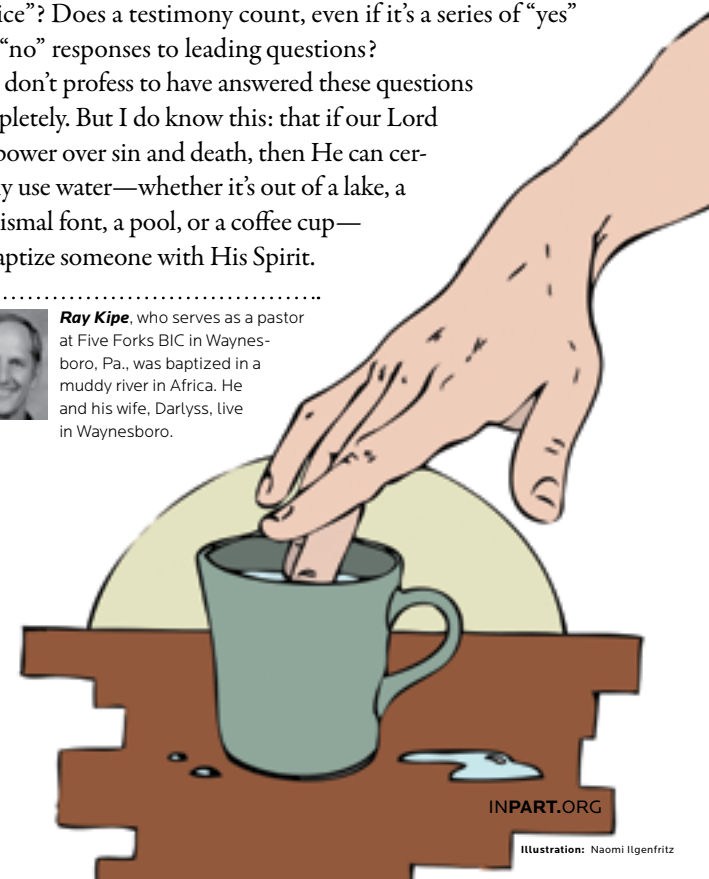 ice”? Does a testimony count, even if it’s a series of “yes”
“no” responses to leading questions?
don’t profess to have answered these questions
pletely. But I do know this: that if our Lord
power over sin and death, then He can cer-
y use water—whether it’s out of a lake, a
ismal font, a pool, or a coffee cup—
aptize someone with His Spirit.
Ray Kipe, who serves as a pastor
at Five Forks BIC in Waynes-
boro, Pa., was baptized in a
muddy river in Africa. He
and his wife, Darlyss, live
in Waynesboro.
INPART.ORG
Illustration: Naomi Ilgenfritz